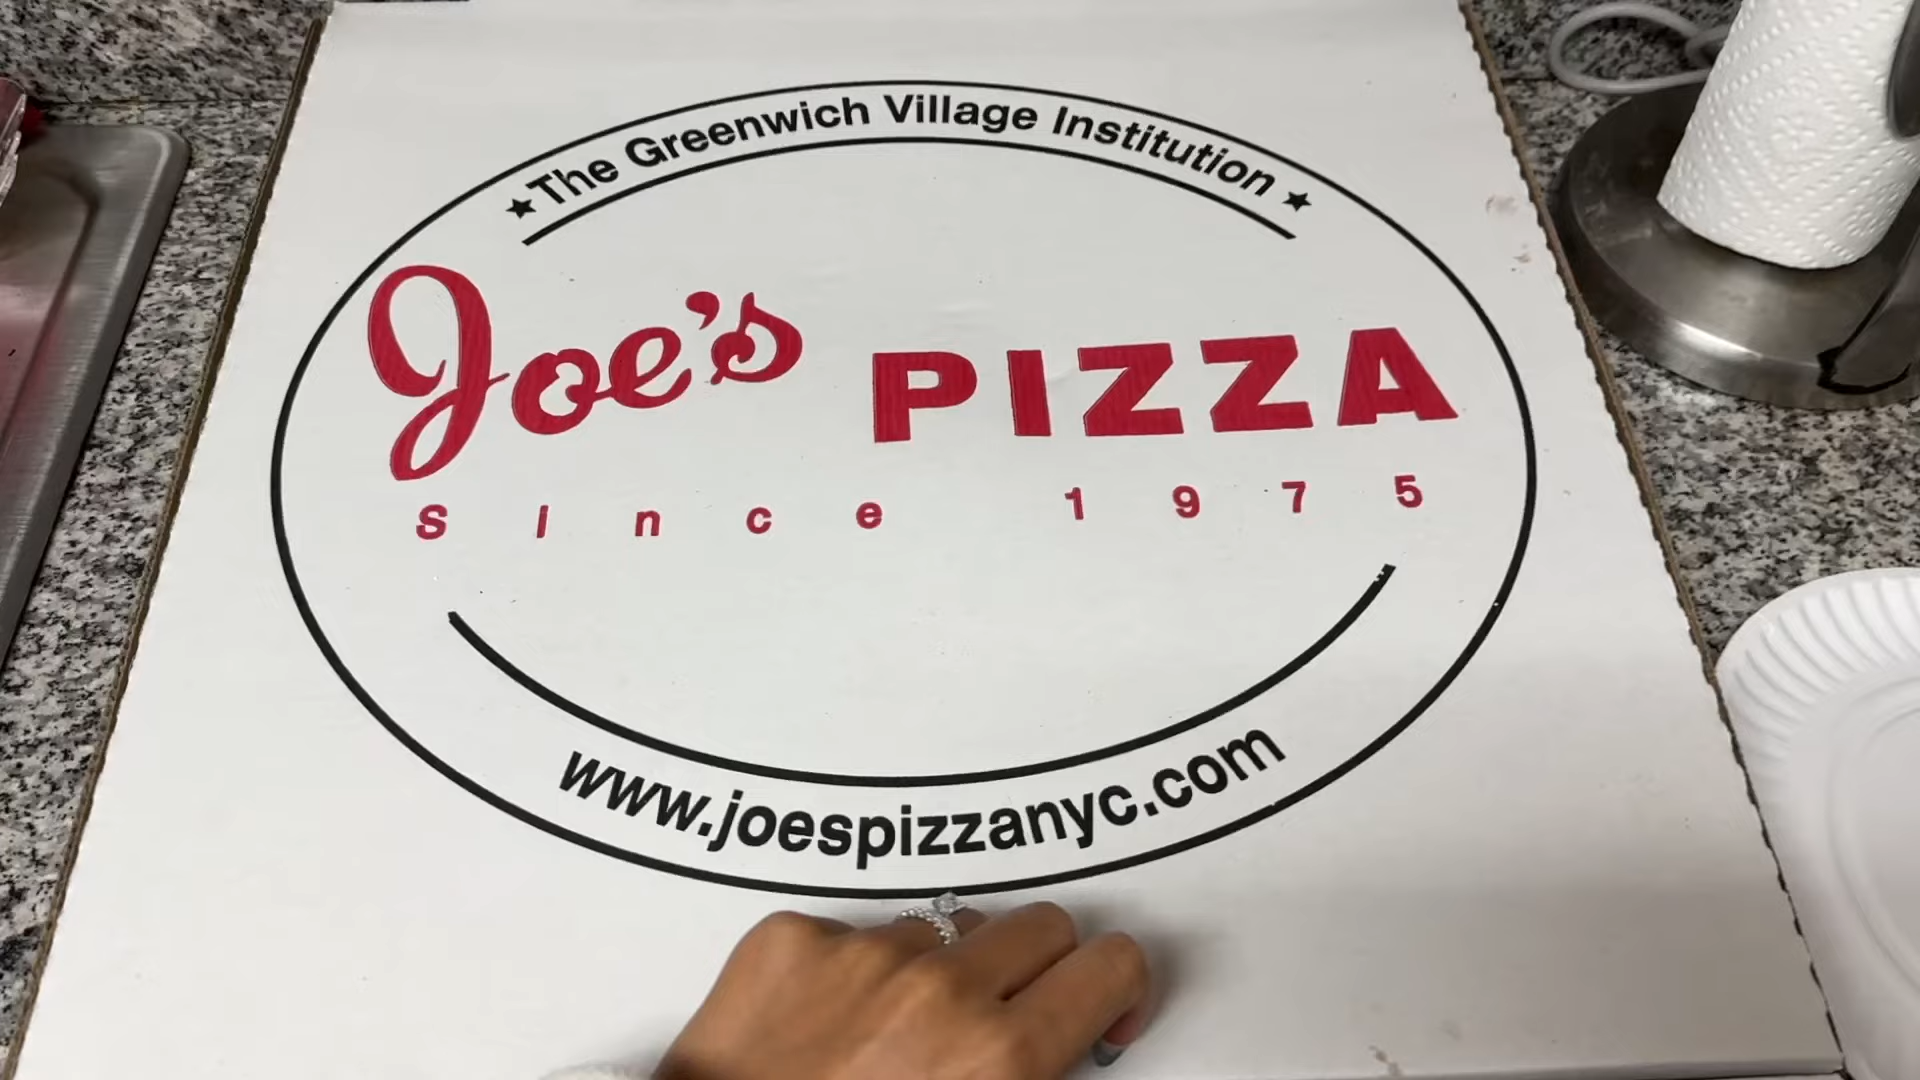 ★ The Greenwich Village Institution ★
Joe's PIZZA
Since 1975
www.joespizzanyc.com